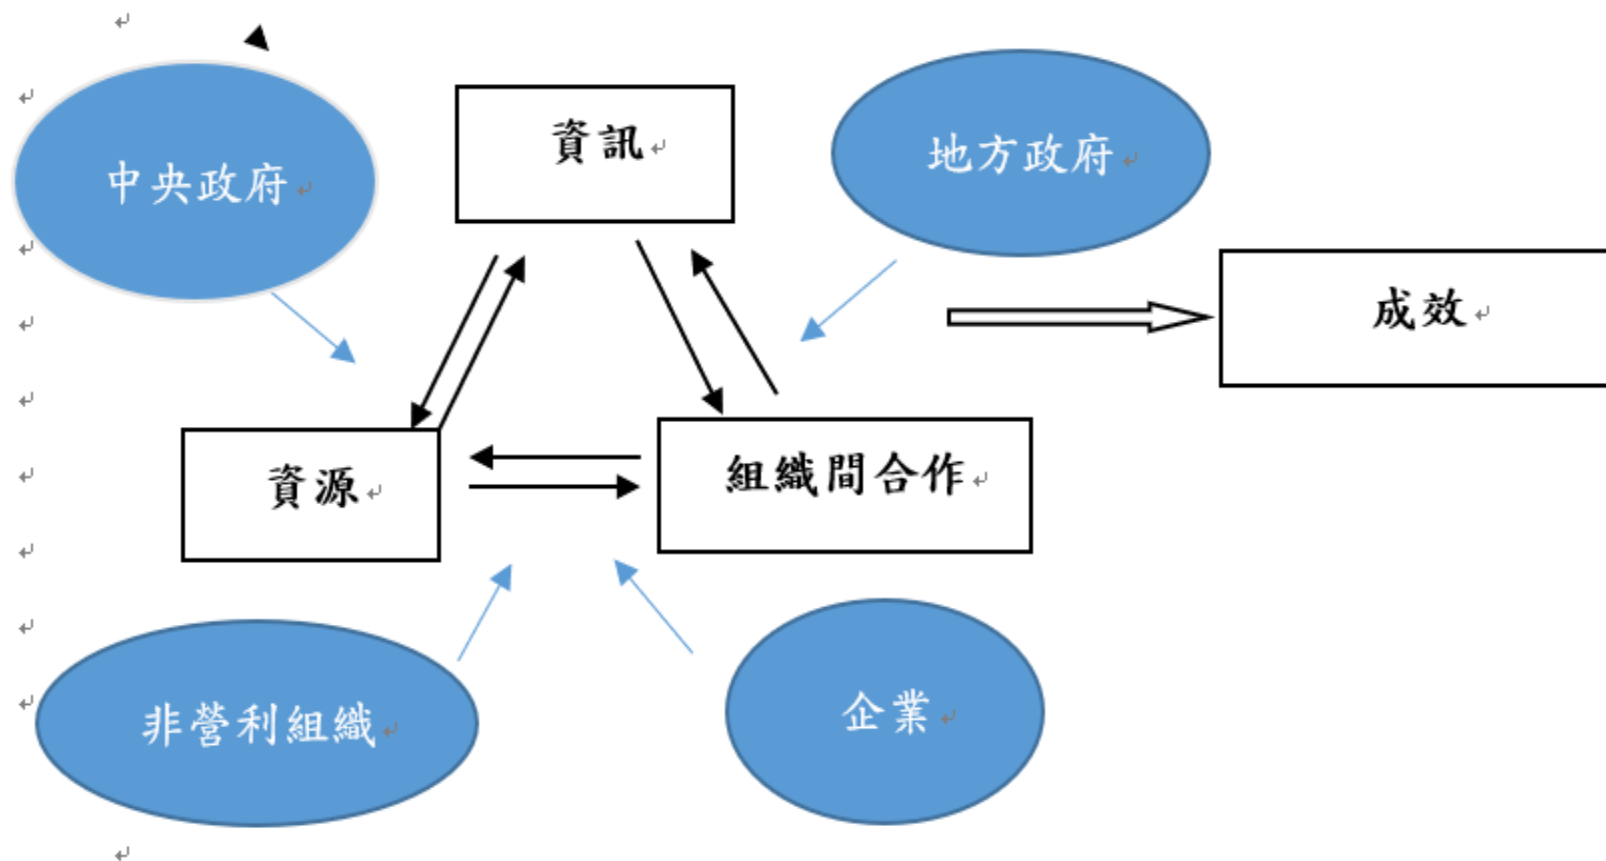 中央政府
資訊
地方政府
成效
資源
組織間合作
非營利組織
企業